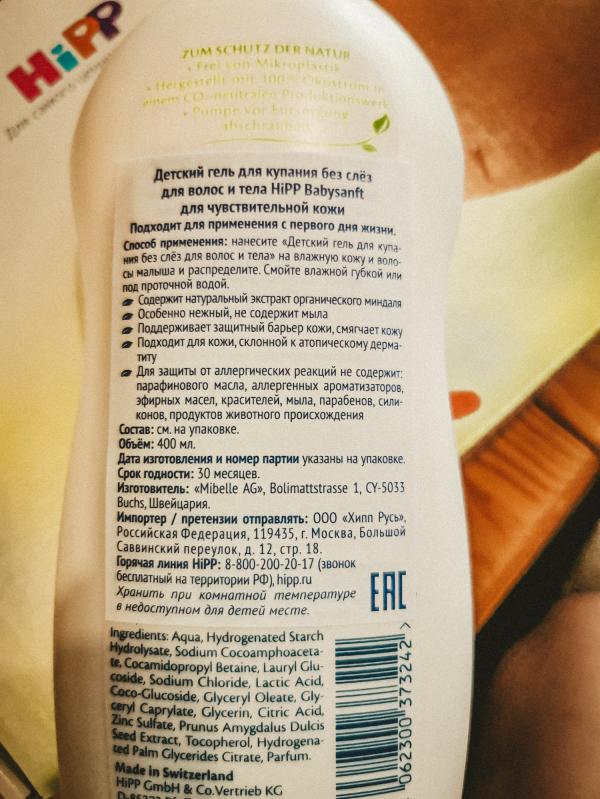 HiPP
ZUM SCHUTZ DER NATUR
• Frei von Mikroplastik
• Hergestellt mit 100% Ökostrom in
einem CO₂-neutralen Produktionswerk
• Pumpe vor Entsorgung
abschrauben
Детский гель для купания без слёз
для волос и тела HiPP Babysanft
для чувствительной кожи
Подходит для применения с первого дня жизни.
Способ применения: нанесите «Детский гель для купа-
ния без слёз для волос и тела» на влажную кожу и воло-
сы малыша и распределите. Смойте влажной губкой или
под проточной водой.
Содержит натуральный экстракт органического миндаля
Особенно нежный, не содержит мыла
Поддерживает защитный барьер кожи, смягчает кожу
Подходит для кожи, склонной к атопическому дерма-
титу
Для защиты от аллергических реакций не содержит:
парафинового масла, аллергенных ароматизаторов,
эфирных масел, красителей, мыла, парабенов, сили-
конов, продуктов животного происхождения
Состав: см. на упаковке.
Объём: 400 мл.
Дата изготовления и номер партии указаны на упаковке.
Срок годности: 30 месяцев.
Изготовитель: «Mibelle AG», Bolimattstrasse 1, CY-5033
Buchs, Швейцария.
Импортер / претензии отправлять: ООО «Хипп Русь»,
Российская Федерация, 119435, г. Москва, Большой
Саввинский переулок, д. 12, стр. 18.
Горячая линия HiPP: 8-800-200-20-17 (звонок
бесплатный на территории РФ), hipp.ru
Хранить при комнатной температуре
в недоступном для детей месте.
EAC
Ingredients: Aqua, Hydrogenated Starch
Hydrolysate, Sodium Cocoamphoaceta-
te, Cocamidopropyl Betaine, Lauryl Glu-
coside, Sodium Chloride, Lactic Acid,
Coco-Glucoside, Glyceryl Oleate, Gly-
ceryl Caprylate, Glycerin, Citric Acid,
Zinc Sulfate, Prunus Amygdalus Dulcis
Seed Extract, Tocopherol, Hydrogena-
ted Palm Glycerides Citrate, Parfum.
Made in Switzerland
HiPP GmbH & Co.Vertrieb KG
062300 373242 >